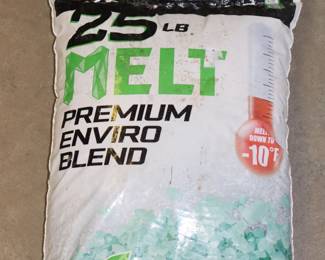 25 LB
MELT
PREMIUM
ENVIRO
BLEND
MELTS
DOWN TO
-10°F